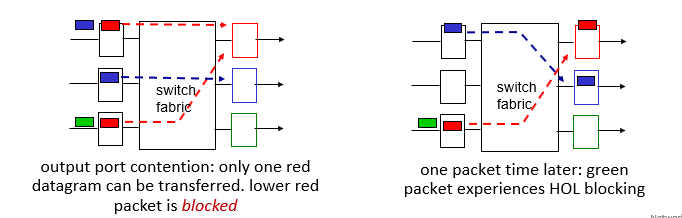 switch
fabric
output port contention: only one red
datagram can be transferred. lower red
packet is blocked
switch
fabric
one packet time later: green
packet experiences HOL blocking